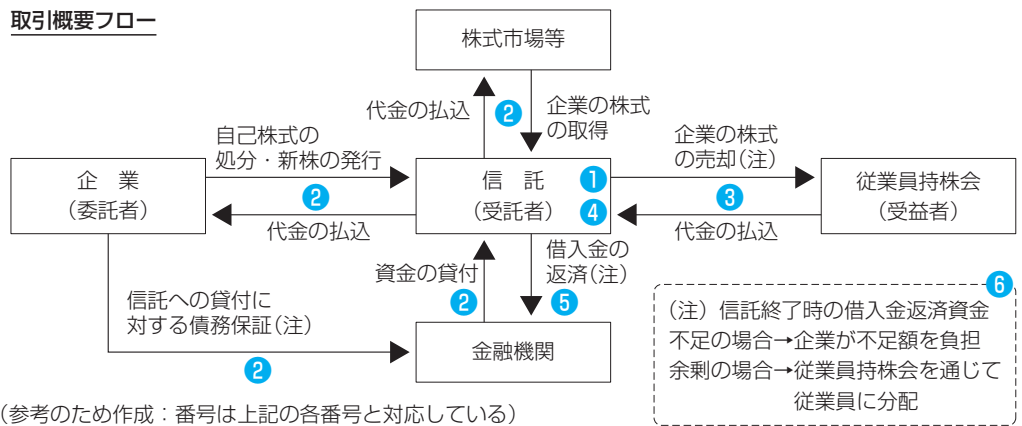 取引概要フロー
株式市場等
代金の払込
❷
企業の株式
の取得
自己株式の
処分・新株の発行
❷
代金の払込
企　業
（委託者）
信　託
（受託者）
❶
❹
企業の株式
の売却（注）
❸
代金の払込
従業員持株会
（受益者）
資金の貸付
❷
借入金の
返済（注）
❺
信託への貸付に
対する債務保証（注）
❷
金融機関
❻
（注）信託終了時の借入金返済資金
不足の場合→企業が不足額を負担
余剰の場合→従業員持株会を通じて
従業員に分配
（参考のため作成：番号は上記の各番号と対応している）